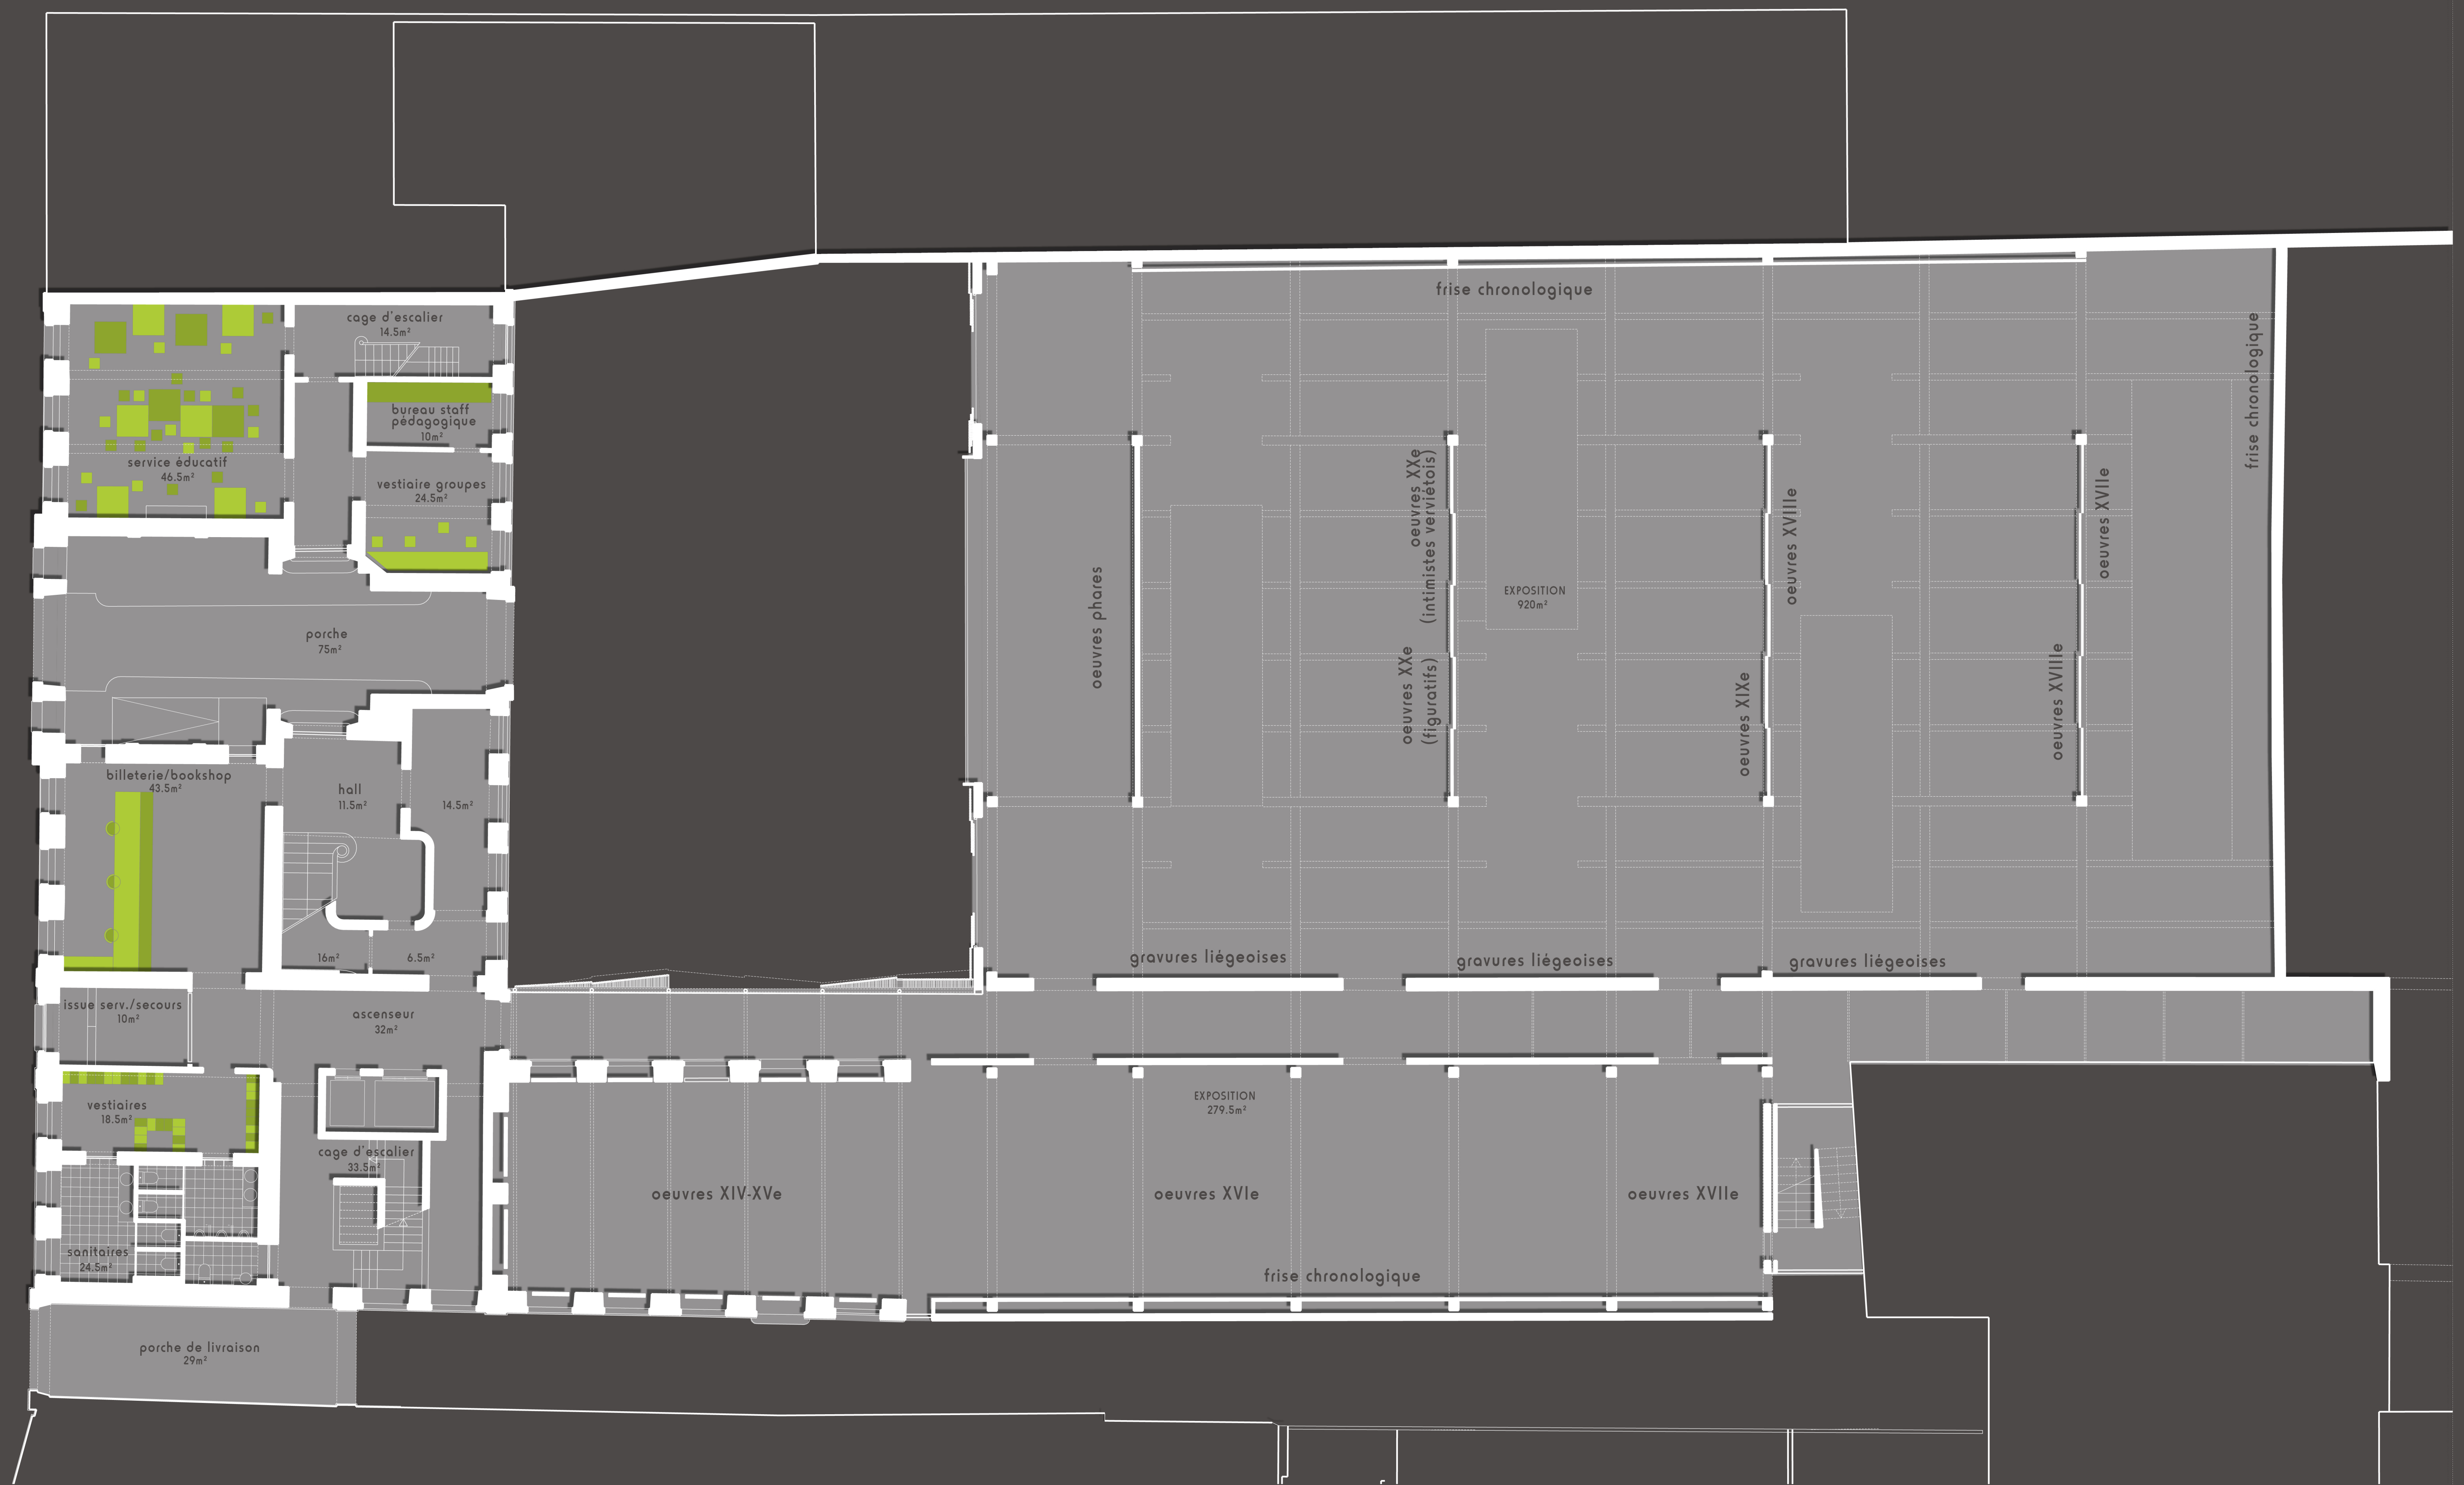 frise chronologique
frise chronologique
cage d'escalier
14.5m²
bureau staff
pédagogique
10m²
service éducatif
46.5m²
vestiaire groupes
24.5m²
oeuvres phares
oeuvres XXe
(intimistes verviétois)
oeuvres XXe
(figuratifs)
EXPOSITION
920m²
oeuvres XVIIIe
oeuvres XIXe
oeuvres XVIIe
oeuvres XVIIIe
porche
75m²
billeterie/bookshop
43.5m²
hall
11.5m²
14.5m²
16m²
6.5m²
gravures liégeoises
gravures liégeoises
gravures liégeoises
issue serv./secours
10m²
ascenseur
32m²
vestiaires
18.5m²
EXPOSITION
279.5m²
cage d'escalier
33.5m²
oeuvres XIV-XVe
oeuvres XVIe
oeuvres XVIIe
sanitaires
24.5m²
frise chronologique
porche de livraison
29m²